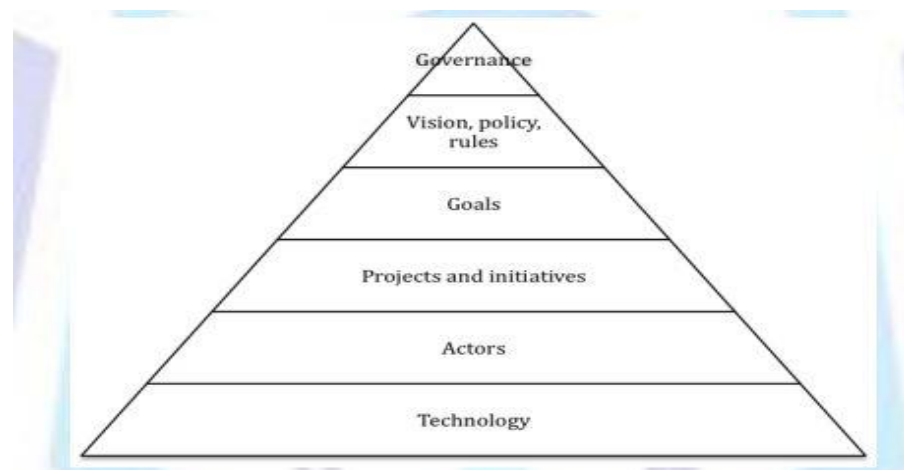 Governance
Vision, policy,
rules
Goals
Projects and initiatives
Actors
Technology